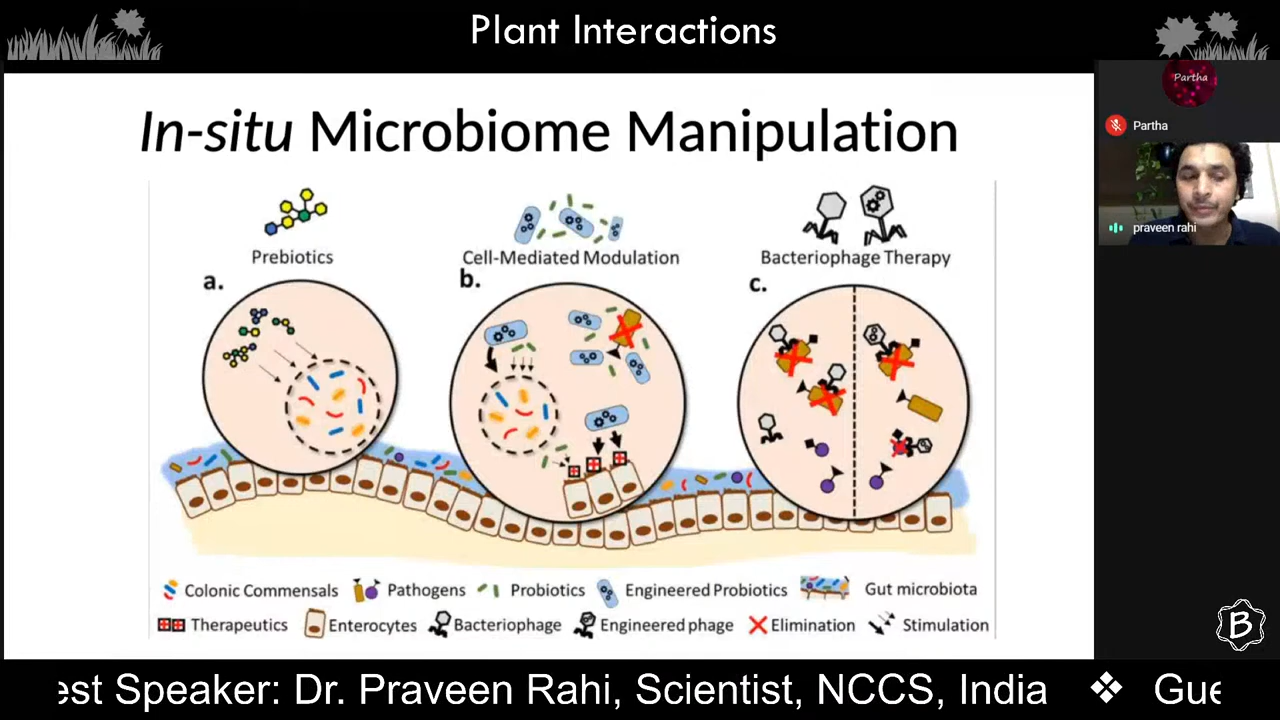 Plant Interactions
Partha
Partha
praveen rahi
In-situ Microbiome Manipulation
Prebiotics
Cell-Mediated Modulation
Bacteriophage Therapy
a.
b.
c.
Colonic Commensals
Pathogens
Probiotics
Engineered Probiotics
Gut microbiota
Therapeutics
Enterocytes
Bacteriophage
Engineered phage
Elimination
Stimulation
B
est Speaker: Dr. Praveen Rahi, Scientist, NCCS, India ❖ Gue